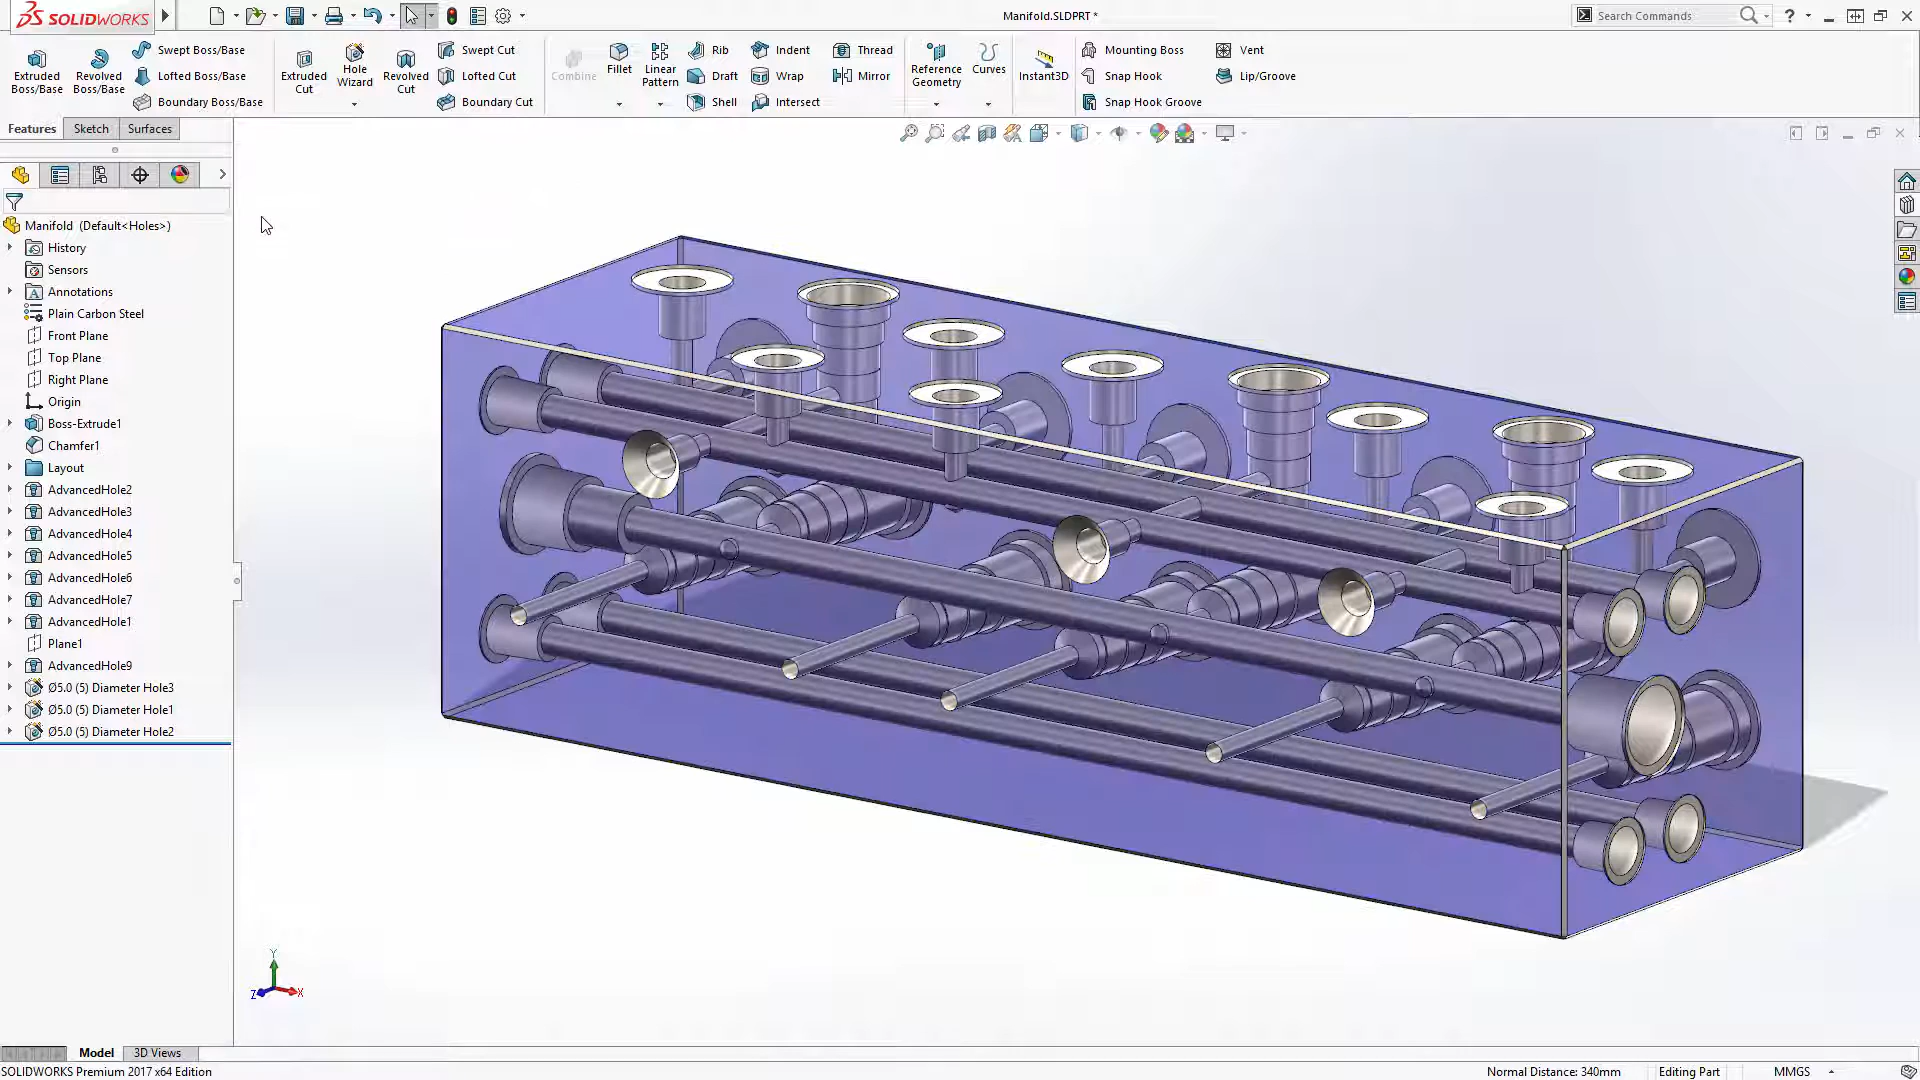 SOLIDWORKS
Manifold.SLDPRT *
Search Commands
?
Extruded
Boss/Base
Revolved
Boss/Base
Swept Boss/Base
Lofted Boss/Base
Boundary Boss/Base
Extruded
Cut
Hole
Wizard
Revolved
Cut
Swept Cut
Lofted Cut
Boundary Cut
Combine
Fillet
Linear
Pattern
Rib
Draft
Shell
Indent
Wrap
Intersect
Thread
Mirror
Reference
Geometry
Curves
Instant3D
Mounting Boss
Snap Hook
Snap Hook Groove
Vent
Lip/Groove
Features
Sketch
Surfaces
Manifold (Default<Holes>)
History
Sensors
Annotations
Plain Carbon Steel
Front Plane
Top Plane
Right Plane
Origin
Boss-Extrude1
Chamfer1
Layout
AdvancedHole2
AdvancedHole3
AdvancedHole4
AdvancedHole5
AdvancedHole6
AdvancedHole7
AdvancedHole1
Plane1
AdvancedHole9
Ø5.0 (5) Diameter Hole3
Ø5.0 (5) Diameter Hole1
Ø5.0 (5) Diameter Hole2
Y
Z
X
Model
3D Views
SOLIDWORKS Premium 2017 x64 Edition
Normal Distance: 340mm
Editing Part
MMGS